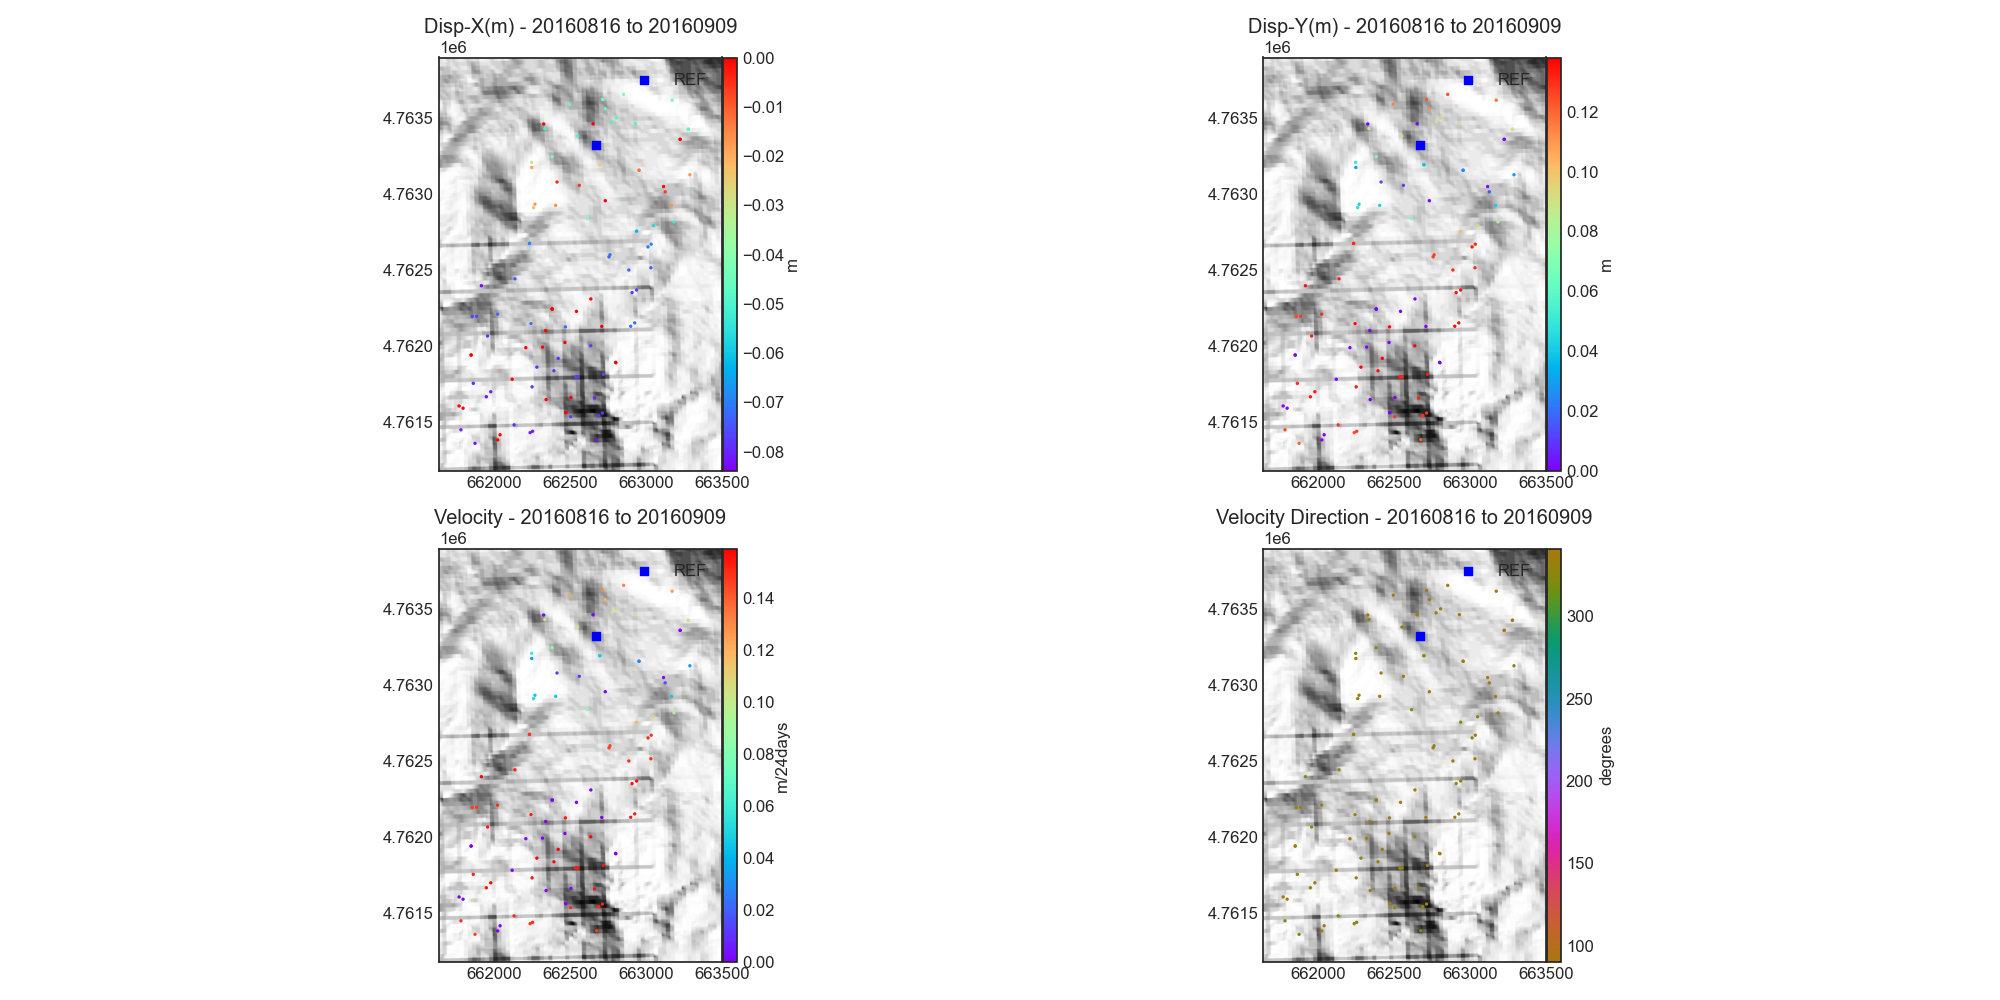 Disp-X(m) - 20160816 to 20160909
1e6
REF
4.7635
4.7630
4.7625
4.7620
4.7615
662000 662500 663000 663500
0.00
−0.01
−0.02
−0.03
−0.04
−0.05
−0.06
−0.07
−0.08
m
Disp-Y(m) - 20160816 to 20160909
1e6
REF
4.7635
4.7630
4.7625
4.7620
4.7615
662000 662500 663000 663500
0.12
0.10
0.08
0.06
0.04
0.02
0.00
m
Velocity - 20160816 to 20160909
1e6
REF
4.7635
4.7630
4.7625
4.7620
4.7615
662000 662500 663000 663500
0.14
0.12
0.10
0.08
0.06
0.04
0.02
0.00
m/24days
Velocity Direction - 20160816 to 20160909
1e6
REF
4.7635
4.7630
4.7625
4.7620
4.7615
662000 662500 663000 663500
300
250
200
150
100
degrees